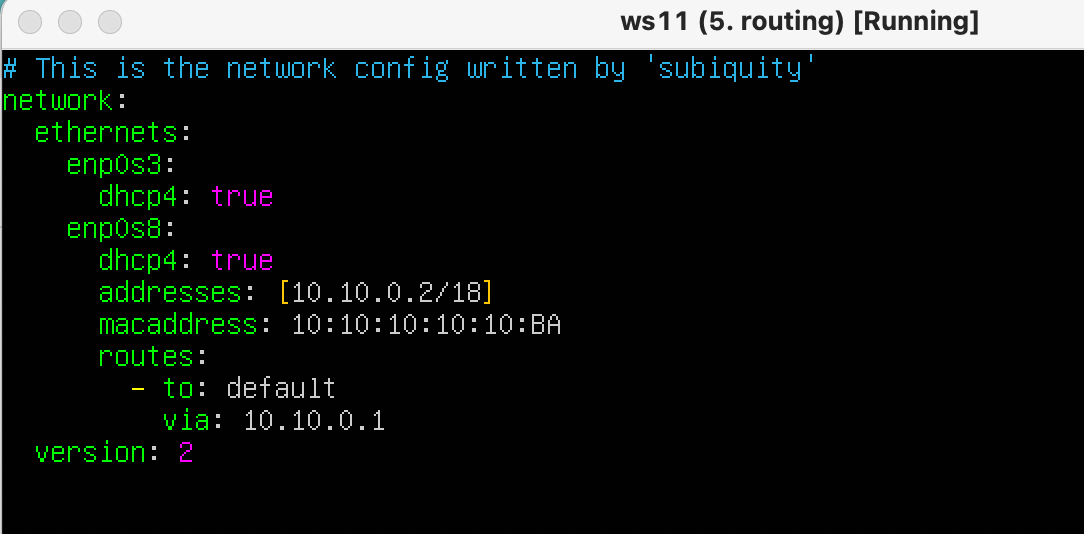 ws11 (5. routing) [Running]
# This is the network config written by 'subiquity'
network:
  ethernets:
    enp0s3:
      dhcp4: true
    enp0s8:
      dhcp4: true
      addresses: [10.10.0.2/18]
      macaddress: 10:10:10:10:10:BA
      routes:
        - to: default
          via: 10.10.0.1
  version: 2